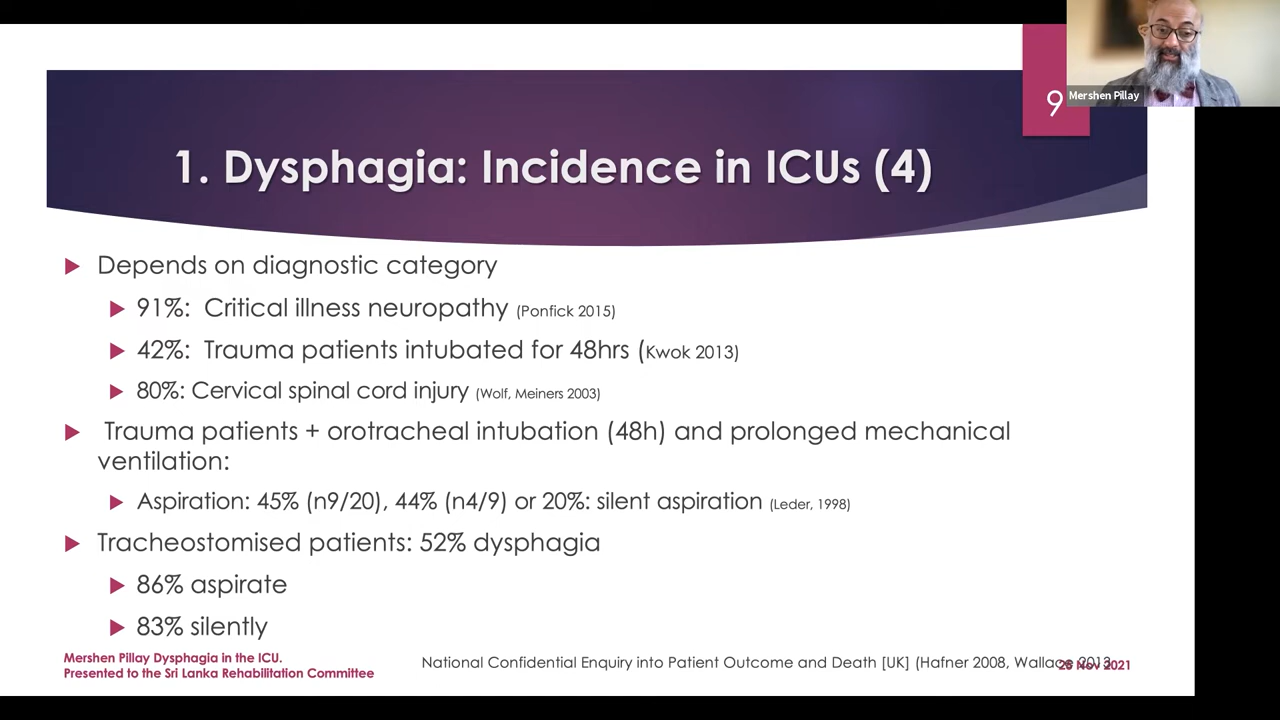 Mershen Pillay
9
1. Dysphagia: Incidence in ICUs (4)
Depends on diagnostic category
91%: Critical illness neuropathy (Ponfick 2015)
42%: Trauma patients intubated for 48hrs (Kwok 2013)
80%: Cervical spinal cord injury (Wolf, Meiners 2003)
Trauma patients + orotracheal intubation (48h) and prolonged mechanical
ventilation:
Aspiration: 45% (n9/20), 44% (n4/9) or 20%: silent aspiration (Leder, 1998)
Tracheostomised patients: 52% dysphagia
86% aspirate
83% silently
Mershen Pillay Dysphagia in the ICU.
Presented to the Sri Lanka Rehabilitation Committee
National Confidential Enquiry into Patient Outcome and Death [UK] (Hafner 2008, Wallace
Nov 2021